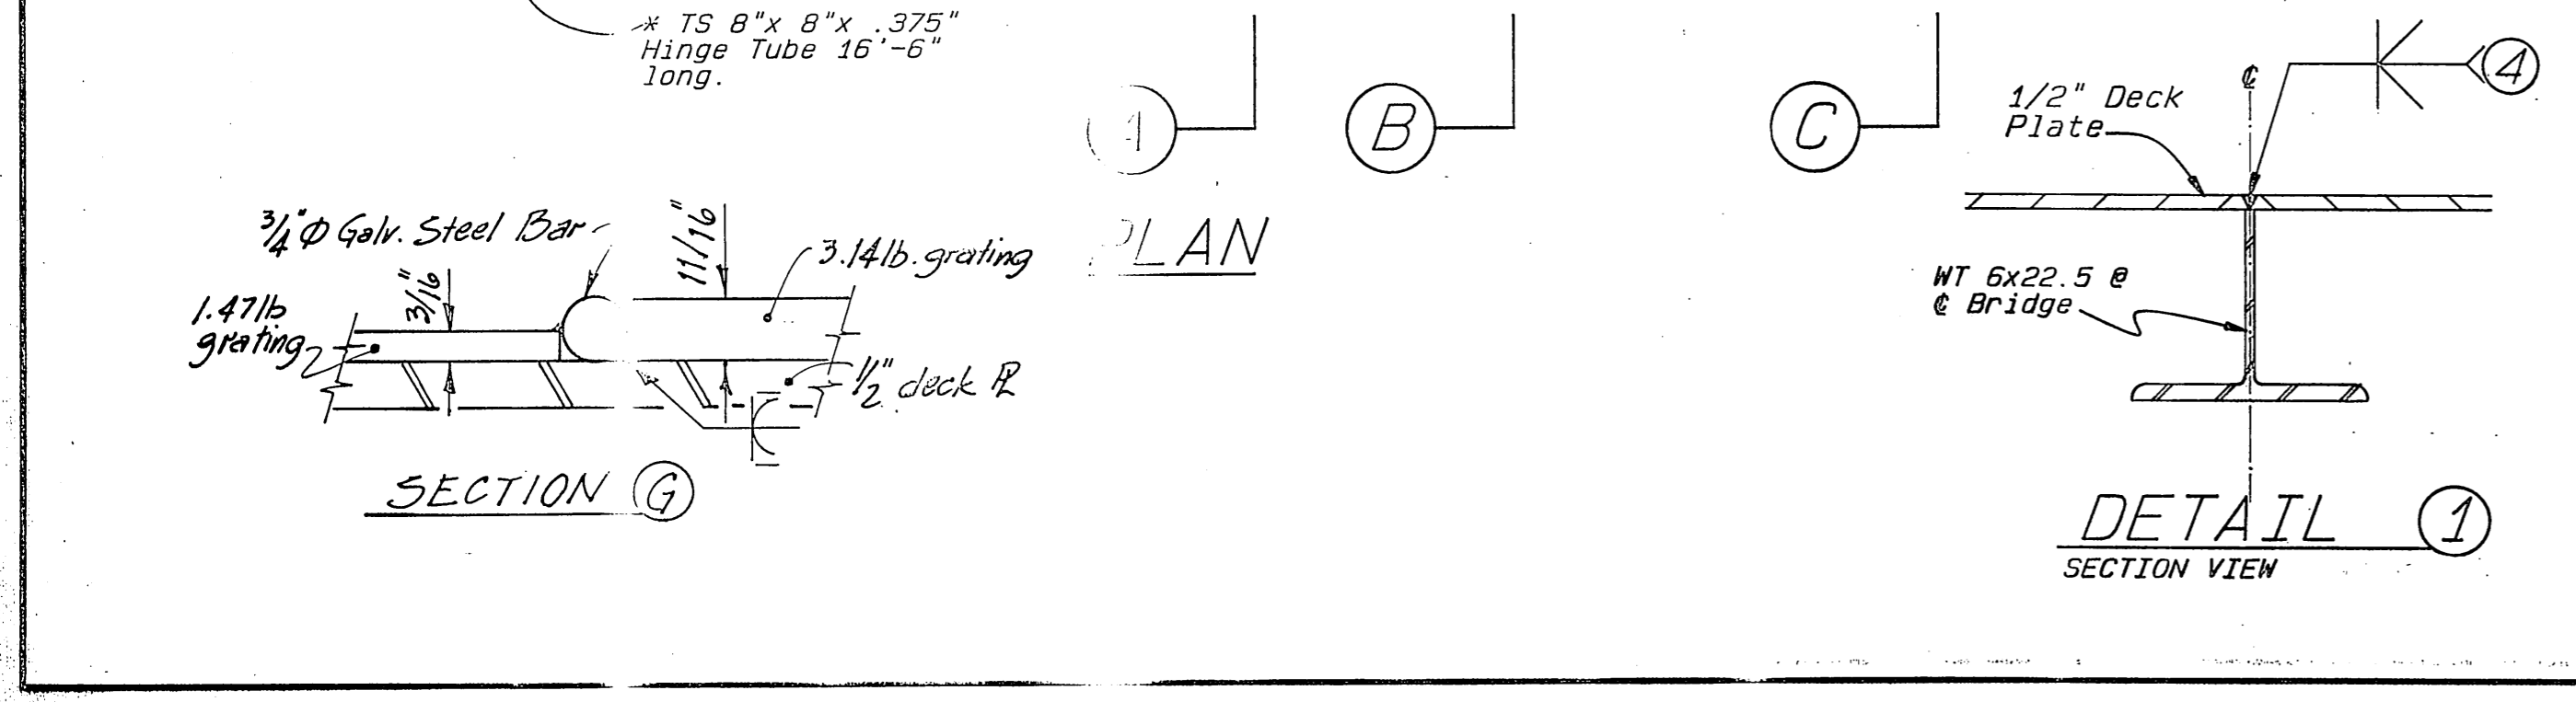 * TS 8"x 8"x .375"
Hinge Tube 16'-6"
long.
B
C
1/2" Deck
Plate
℄
4
3/4"Φ Galv. Steel Bar
11/16"
3.14lb. grating
PLAN
3/16"
1.47lb
grating
WT 6x22.5 @
℄ Bridge
1/2" deck PL
SECTION G
DETAIL 1
SECTION VIEW